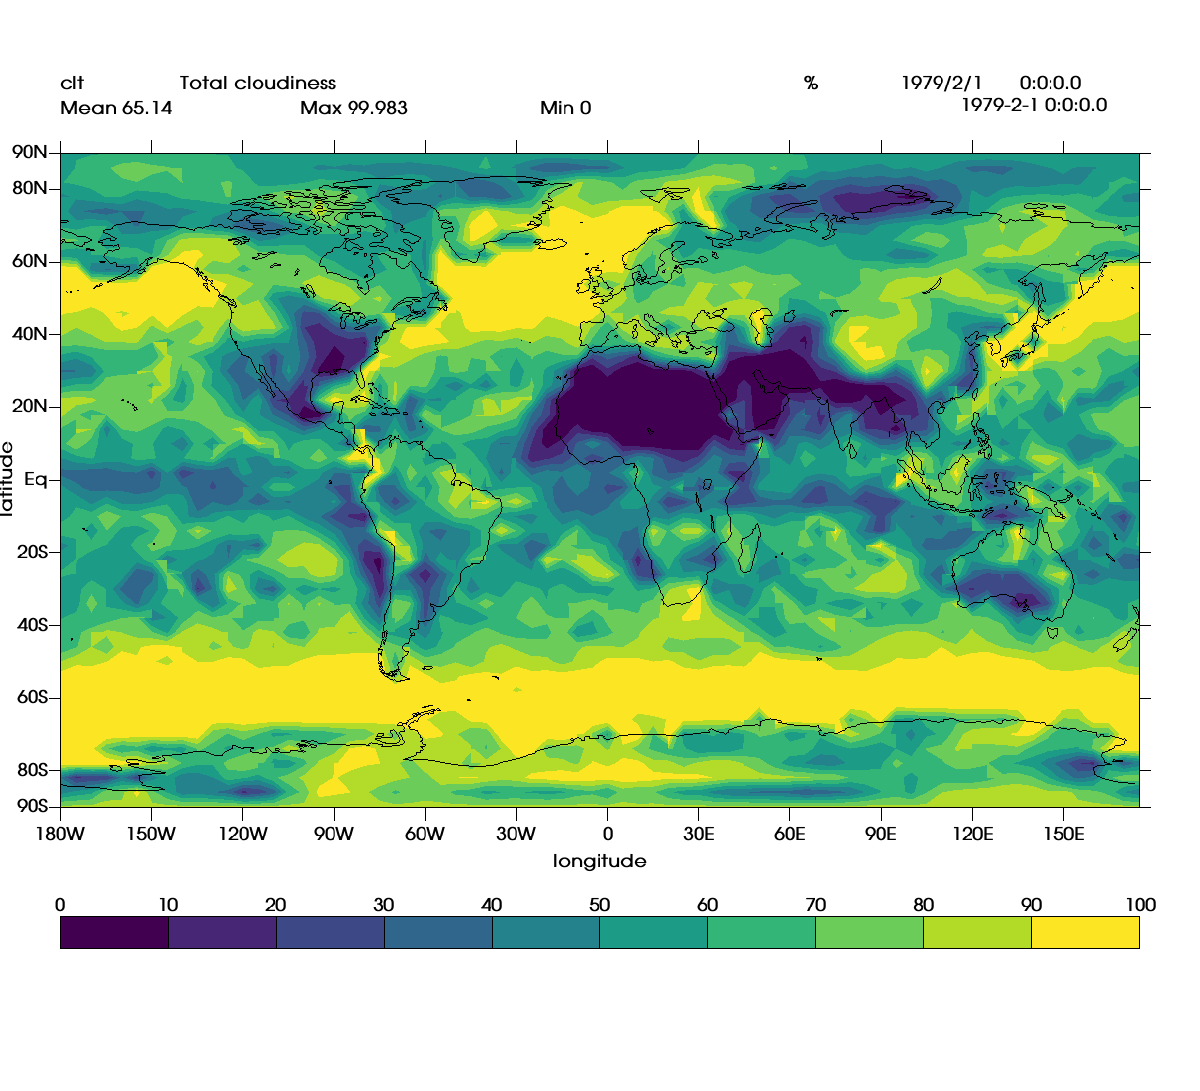 clt Total cloudiness % 1979/2/1 0:0:0.0
Mean 65.14 Max 99.983 Min 0 1979-2-1 0:0:0.0
90N
80N
60N
40N
20N
Eq
20S
40S
60S
80S
90S
latitude
180W 150W 120W 90W 60W 30W 0 30E 60E 90E 120E 150E
longitude
0 10 20 30 40 50 60 70 80 90 100